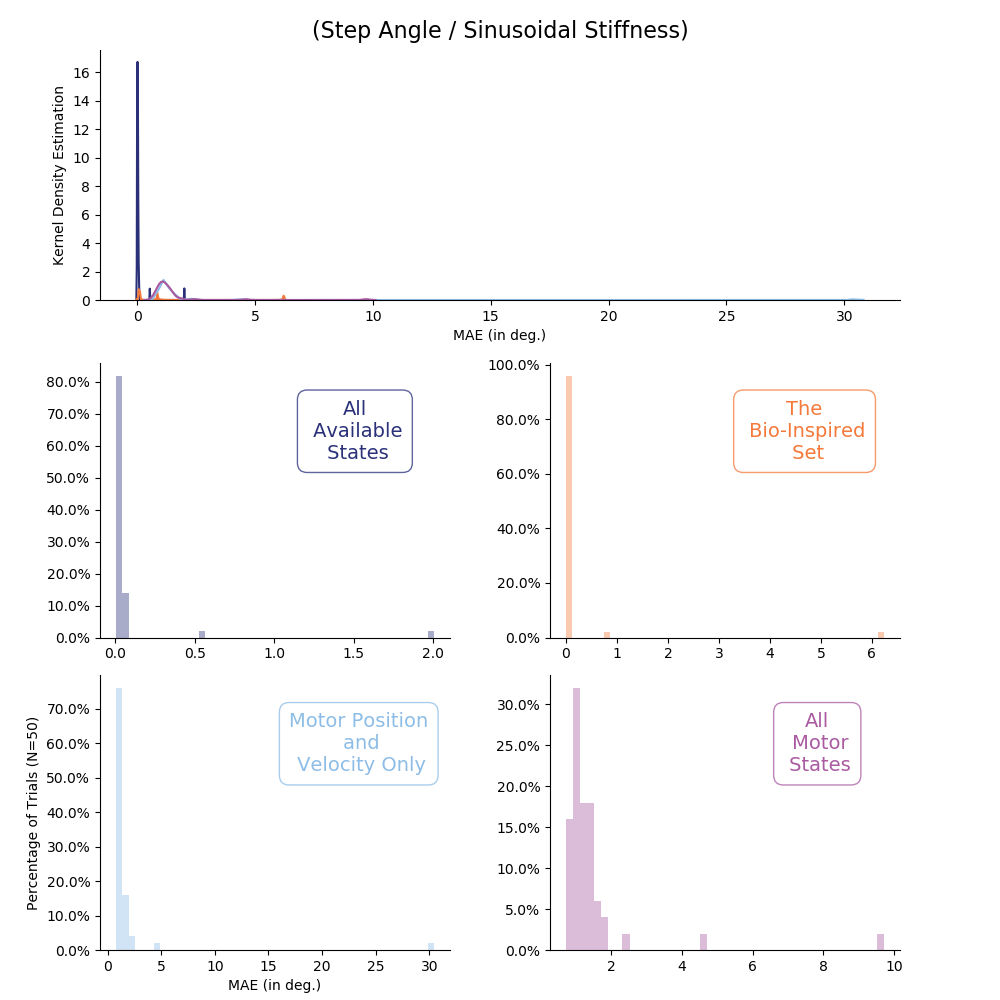 (Step Angle / Sinusoidal Stiffness)
Kernel Density Estimation
16
14
12
10
8
6
4
2
0
0 5 10 15 20 25 30
MAE (in deg.)
80.0%
70.0%
60.0%
50.0%
40.0%
30.0%
20.0%
10.0%
0.0%
0.0 0.5 1.0 1.5 2.0
All
Available
States
100.0%
80.0%
60.0%
40.0%
20.0%
0.0%
0 1 2 3 4 5 6
The
Bio-Inspired
Set
Percentage of Trials (N=50)
70.0%
60.0%
50.0%
40.0%
30.0%
20.0%
10.0%
0.0%
0 5 10 15 20 25 30
MAE (in deg.)
Motor Position
and
Velocity Only
30.0%
25.0%
20.0%
15.0%
10.0%
5.0%
0.0%
2 4 6 8 10
All
Motor
States